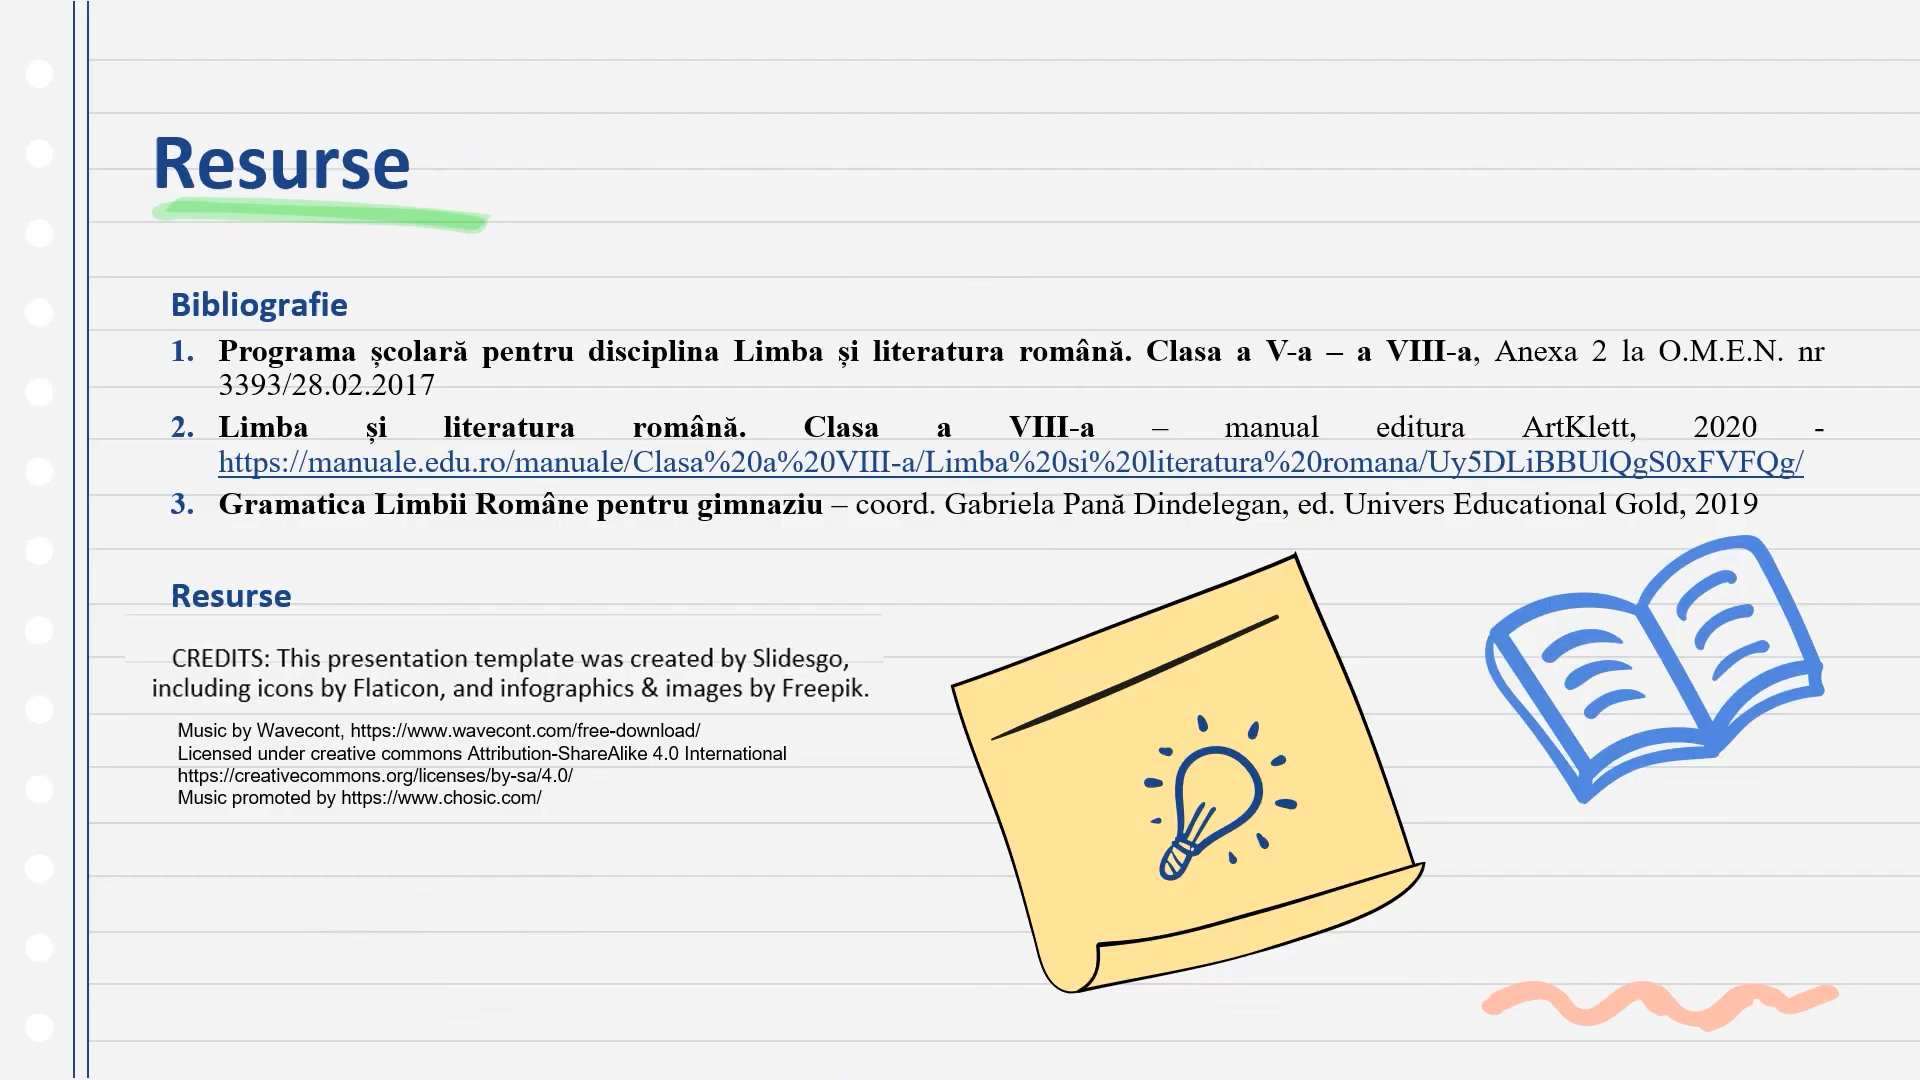 Resurse
Bibliografie
1. Programa școlară pentru disciplina Limba și literatura română. Clasa a V-a – a VIII-a, Anexa 2 la O.M.E.N. nr
3393/28.02.2017
2. Limba și literatura română. Clasa a VIII-a – manual editura ArtKlett, 2020 -
https://manuale.edu.ro/manuale/Clasa%20a%20VIII-a/Limba%20si%20literatura%20romana/Uy5DLiBBUlQgS0xFVFQg/
3. Gramatica Limbii Române pentru gimnaziu – coord. Gabriela Pană Dindelegan, ed. Univers Educational Gold, 2019
Resurse
CREDITS: This presentation template was created by Slidesgo,
including icons by Flaticon, and infographics & images by Freepik.
Music by Wavecont, https://www.wavecont.com/free-download/
Licensed under creative commons Attribution-ShareAlike 4.0 International
https://creativecommons.org/licenses/by-sa/4.0/
Music promoted by https://www.chosic.com/